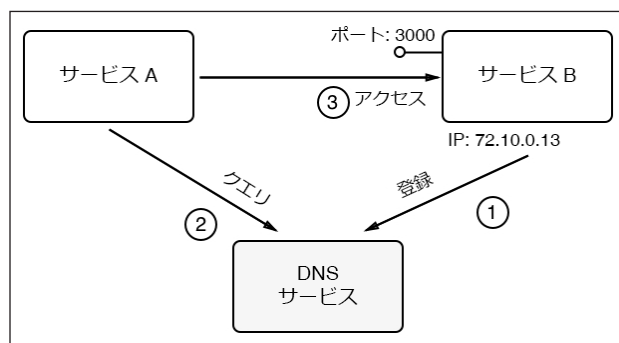 ポート: 3000
サービス A
サービス B
③ アクセス
IP: 72.10.0.13
クエリ
登録
②
①
DNS
サービス